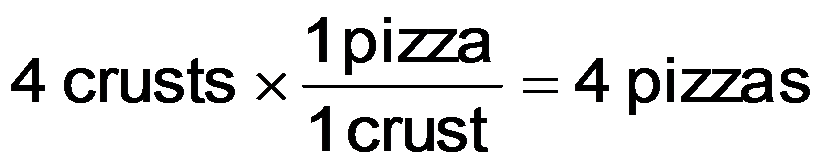 4 crusts × 1 pizza / 1 crust = 4 pizzas